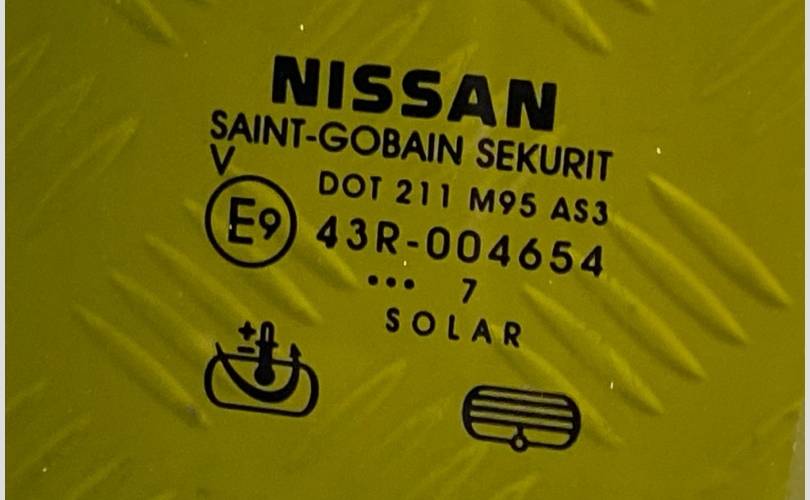 NISSAN
SAINT-GOBAIN SEKURIT
V
DOT 211 M95 AS3
E9 43R-004654
••• 7
SOLAR
+
−